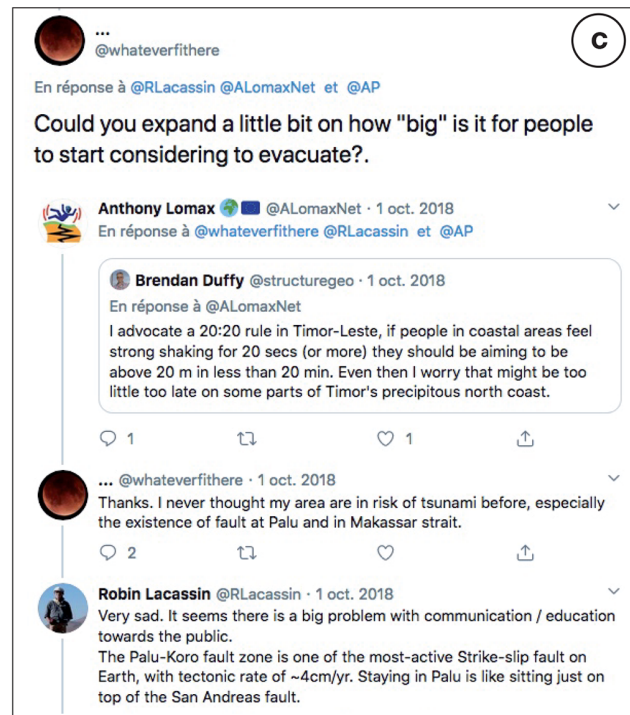 ...
C
@whateverfithere
En réponse à @RLacassin @ALomaxNet et @AP
Could you expand a little bit on how "big" is it for people
to start considering to evacuate?.
Anthony Lomax @ALomaxNet · 1 oct. 2018
En réponse à @whateverfithere @RLacassin et @AP
Brendan Duffy @structuregeo · 1 oct. 2018
En réponse à @ALomaxNet
I advocate a 20:20 rule in Timor-Leste, if people in coastal areas feel
strong shaking for 20 secs (or more) they should be aiming to be
above 20 m in less than 20 min. Even then I worry that might be too
little too late on some parts of Timor's precipitous north coast.
1 1
... @whateverfithere · 1 oct. 2018
Thanks. I never thought my area are in risk of tsunami before, especially
the existence of fault at Palu and in Makassar strait.
2
Robin Lacassin @RLacassin · 1 oct. 2018
Very sad. It seems there is a big problem with communication / education
towards the public.
The Palu-Koro fault zone is one of the most-active Strike-slip fault on
Earth, with tectonic rate of ~4cm/yr. Staying in Palu is like sitting just on
top of the San Andreas fault.